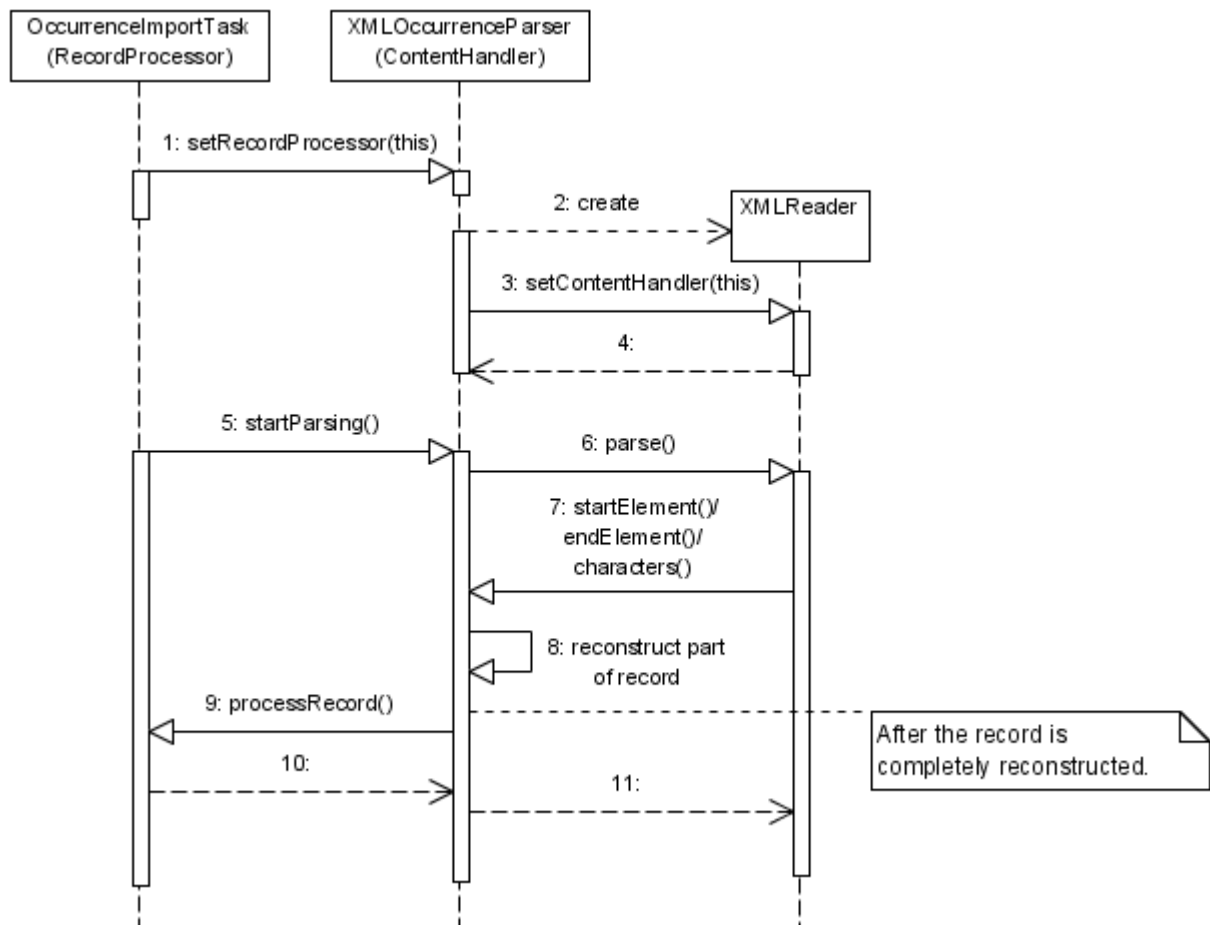 OccurrenceImportTask
(RecordProcessor)
XMLOccurrenceParser
(ContentHandler)
1: setRecordProcessor(this)
2: create
XMLReader
3: setContentHandler(this)
4:
5: startParsing()
6: parse()
7: startElement()/
endElement()/
characters()
8: reconstruct part
of record
9: processRecord()
After the record is
completely reconstructed.
10:
11: